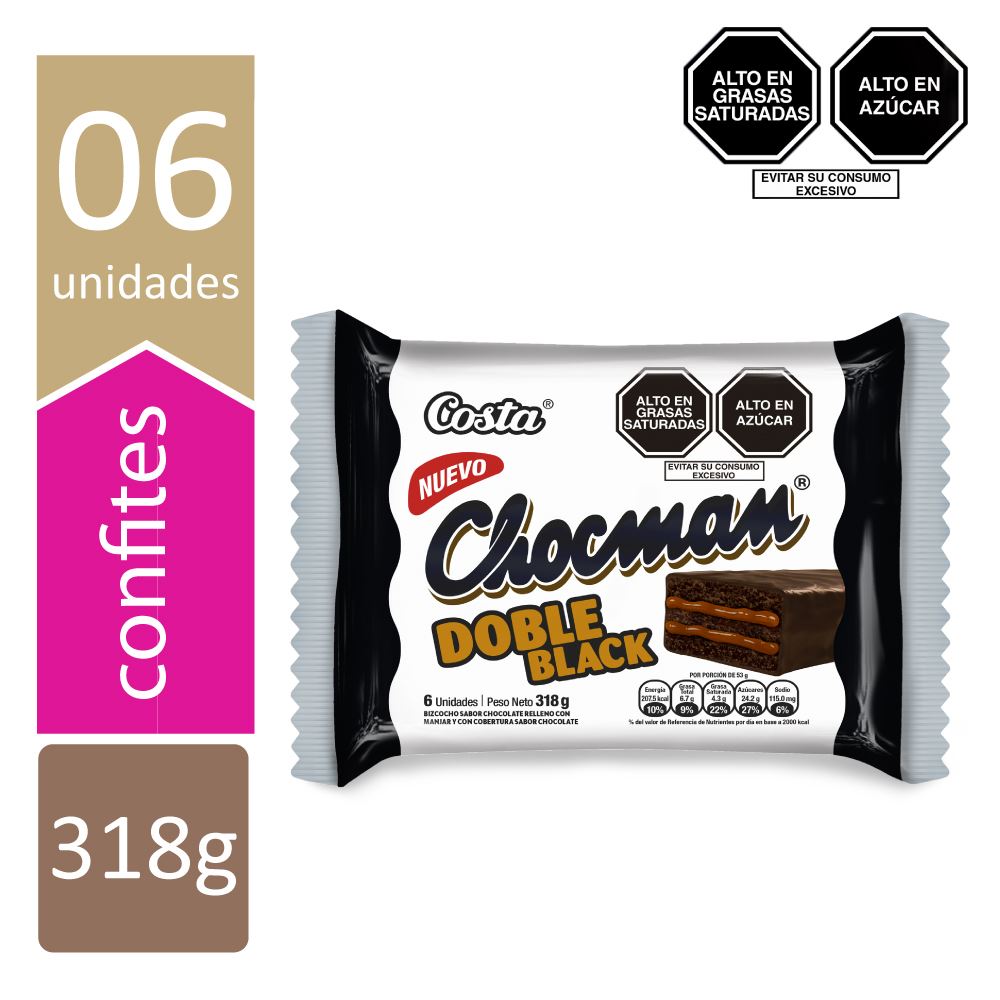 06
unidades
confites
318g
ALTO EN
GRASAS
SATURADAS
ALTO EN
AZÚCAR
EVITAR SU CONSUMO
EXCESIVO
Costa®
NUEVO
ALTO EN
GRASAS
SATURADAS
ALTO EN
AZÚCAR
EVITAR SU CONSUMO
EXCESIVO
Chocman®
DOBLE
BLACK
6 Unidades | Peso Neto 318 g
BIZCOCHO SABOR CHOCOLATE RELLENO CON
MANJAR Y CON COBERTURA SABOR CHOCOLATE
POR PORCIÓN DE 53 g
Energía
207.5 kcal
10%
Grasa
Total
6.7 g
9%
Grasa
Saturada
4.3 g
22%
Azúcares
24.2 g
27%
Sodio
115.0 mg
6%
% del valor de Referencia de Nutrientes por día en base a 2000 kcal